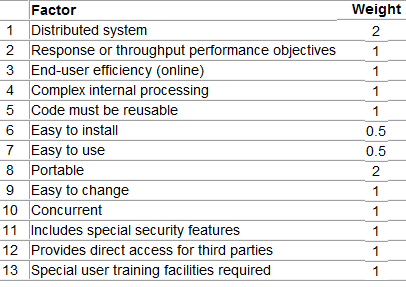 Factor Weight
1 Distributed system 2
2 Response or throughput performance objectives 1
3 End-user efficiency (online) 1
4 Complex internal processing 1
5 Code must be reusable 1
6 Easy to install 0.5
7 Easy to use 0.5
8 Portable 2
9 Easy to change 1
10 Concurrent 1
11 Includes special security features 1
12 Provides direct access for third parties 1
13 Special user training facilities required 1